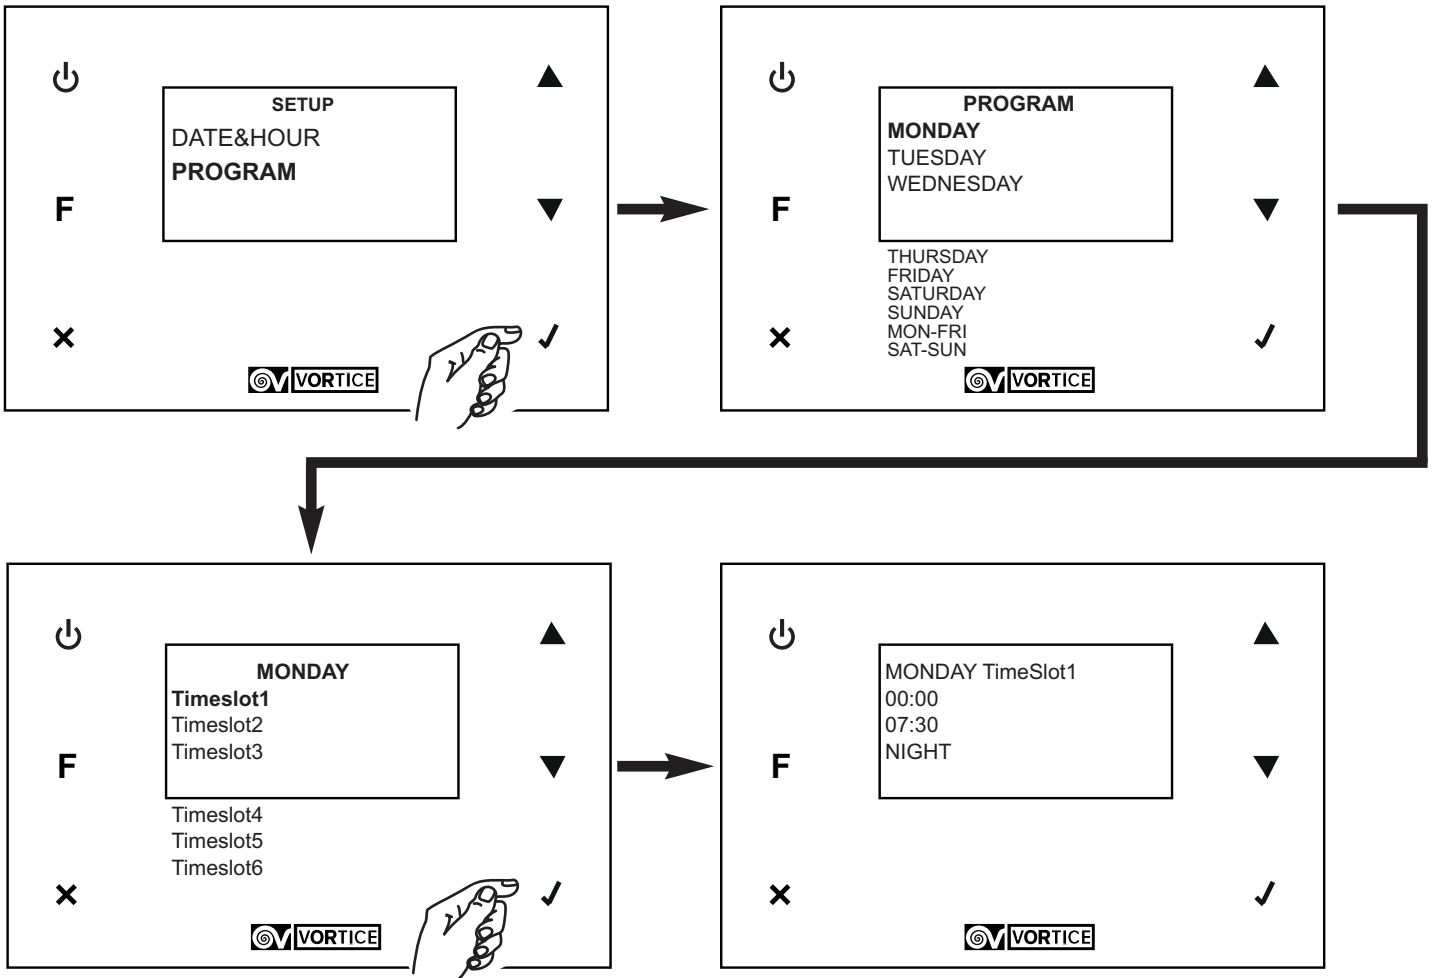 SETUP
DATE&HOUR
PROGRAM
F
VORTICE
PROGRAM
MONDAY
TUESDAY
WEDNESDAY
F
THURSDAY
FRIDAY
SATURDAY
SUNDAY
MON-FRI
SAT-SUN
VORTICE
MONDAY
Timeslot1
Timeslot2
Timeslot3
F
Timeslot4
Timeslot5
Timeslot6
VORTICE
MONDAY TimeSlot1
00:00
07:30
NIGHT
F
VORTICE